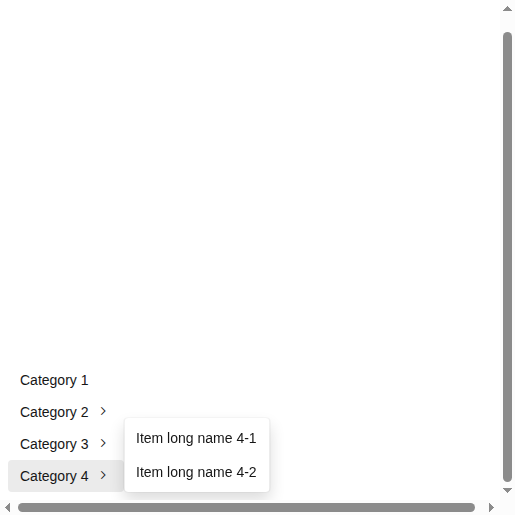 Category 1
Category 2
Category 3
Category 4
Item long name 4-1
Item long name 4-2